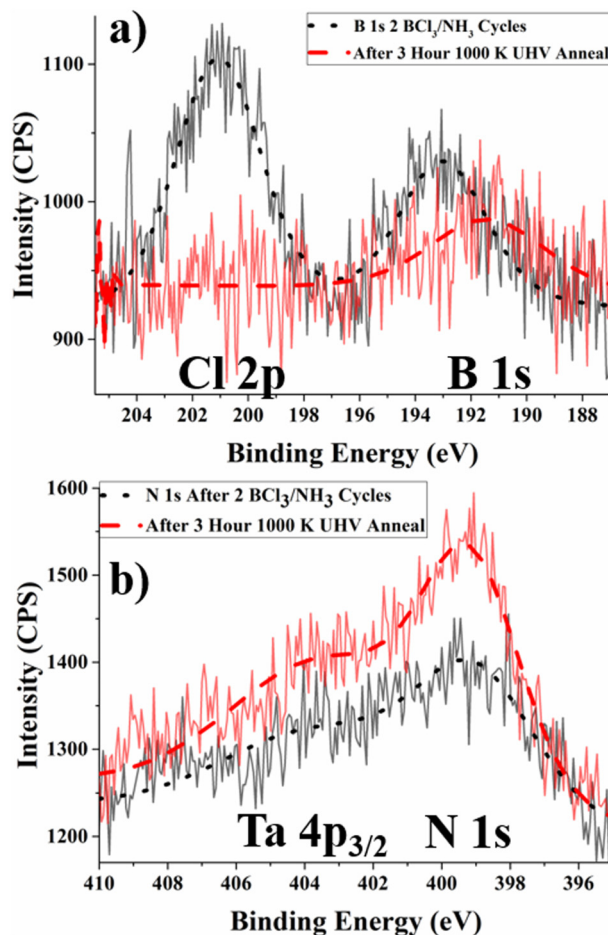 a)
B 1s 2 BCl3/NH3 Cycles
After 3 Hour 1000 K UHV Anneal
1100
1000
900
Intensity (CPS)
Cl 2p
B 1s
204 202 200 198 196 194 192 190 188
Binding Energy (eV)
b)
N 1s After 2 BCl3/NH3 Cycles
After 3 Hour 1000 K UHV Anneal
1600
1500
1400
1300
1200
Intensity (CPS)
Ta 4p3/2
N 1s
410 408 406 404 402 400 398 396
Binding Energy (eV)